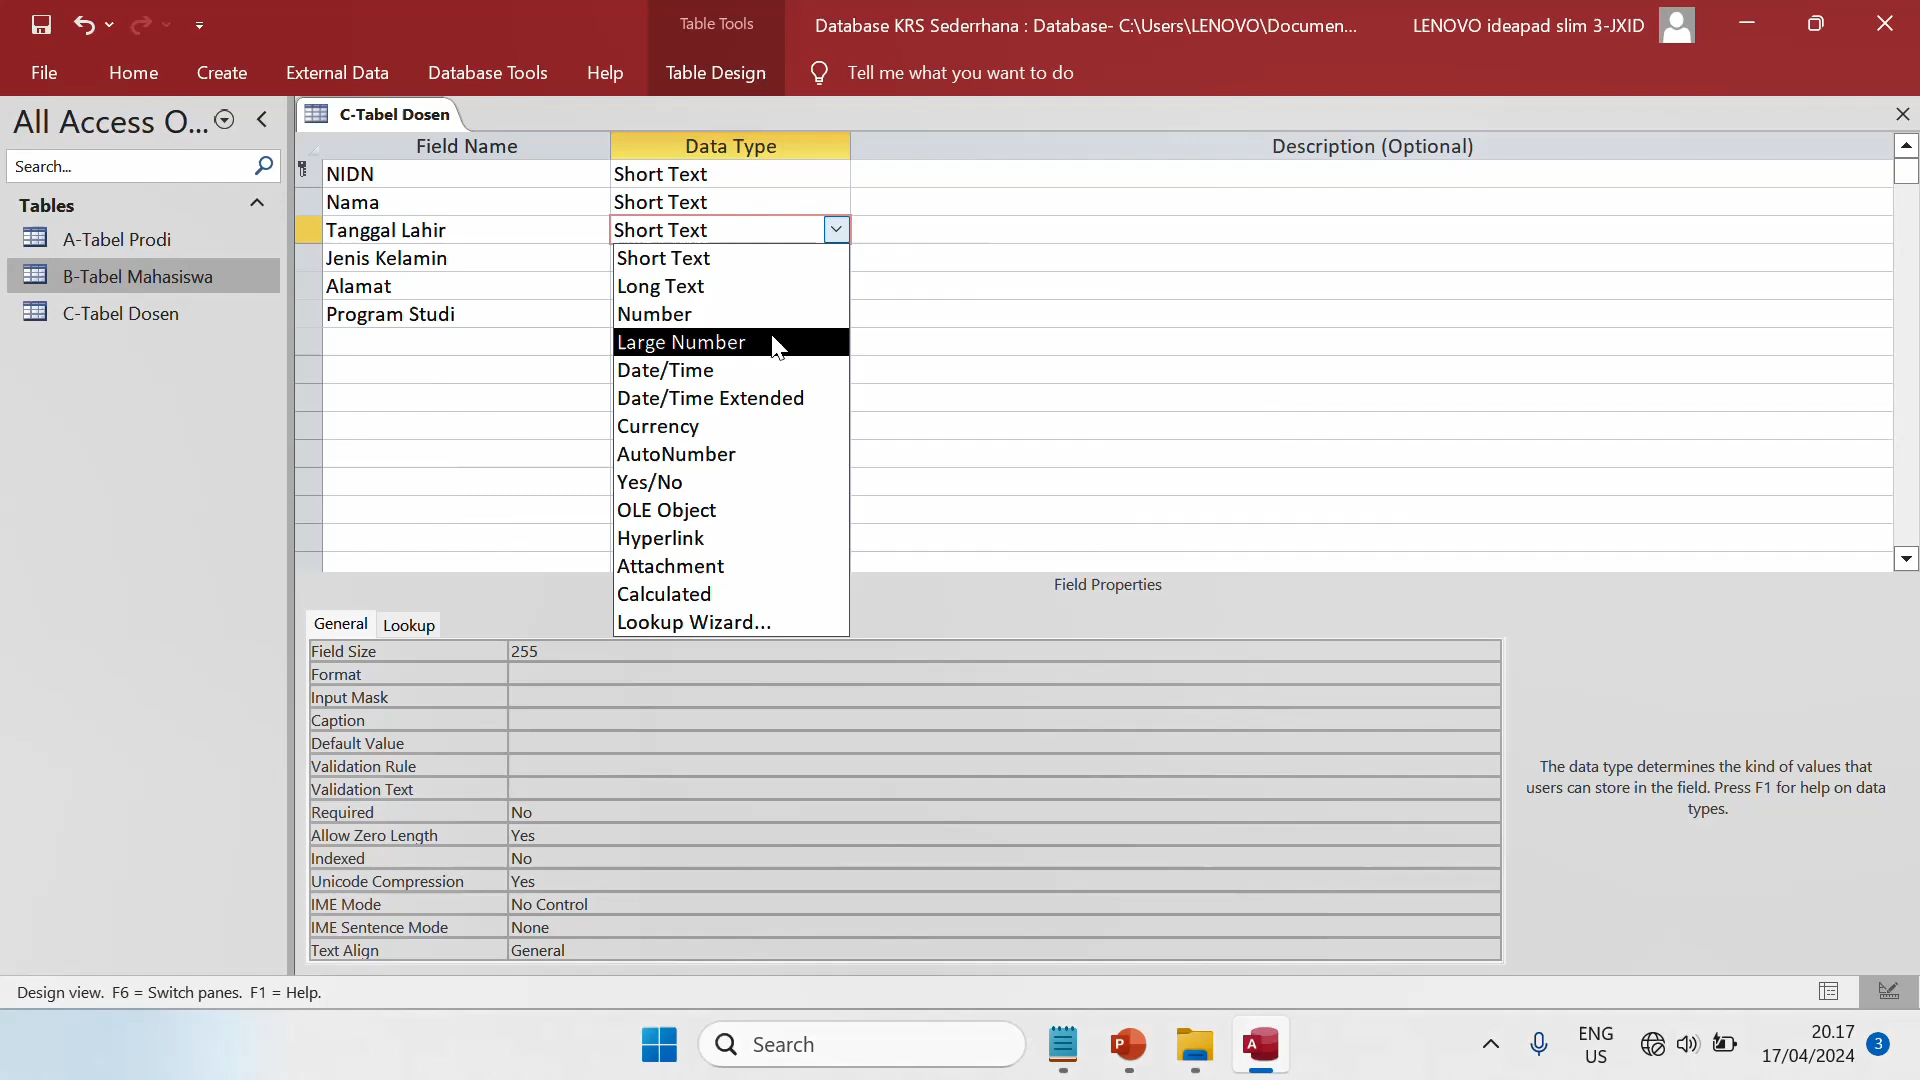 Table Tools
Database KRS Sederrhana : Database- C:\Users\LENOVO\Documen...
LENOVO ideapad slim 3-JXID
File
Home
Create
External Data
Database Tools
Help
Table Design
Tell me what you want to do
All Access O...
Search...
Tables
A-Tabel Prodi
B-Tabel Mahasiswa
C-Tabel Dosen
C-Tabel Dosen
Field Name
Data Type
Description (Optional)
NIDN
Short Text
Nama
Short Text
Tanggal Lahir
Short Text
Jenis Kelamin
Alamat
Program Studi
Short Text
Long Text
Number
Large Number
Date/Time
Date/Time Extended
Currency
AutoNumber
Yes/No
OLE Object
Hyperlink
Attachment
Calculated
Lookup Wizard...
Field Properties
General
Lookup
Field Size
255
Format
Input Mask
Caption
Default Value
Validation Rule
Validation Text
Required
No
Allow Zero Length
Yes
Indexed
No
Unicode Compression
Yes
IME Mode
No Control
IME Sentence Mode
None
Text Align
General
The data type determines the kind of values that
users can store in the field. Press F1 for help on data
types.
Design view. F6 = Switch panes. F1 = Help.
Search
P
A
ENG
US
20.17
17/04/2024
3